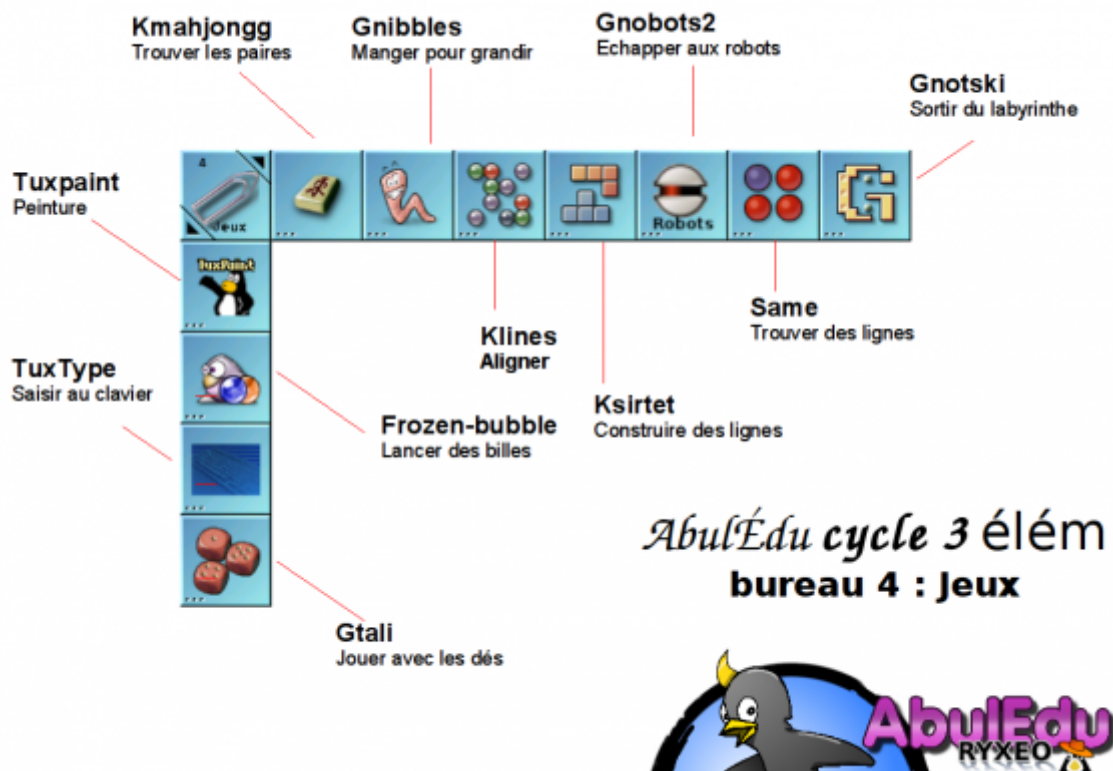 Kmahjongg
Trouver les paires
Gnibbles
Manger pour grandir
Gnobots2
Echapper aux robots
Gnotski
Sortir du labyrinthe
Tuxpaint
Peinture
4
Jeux
Robots
TuxPaint
TuxType
Saisir au clavier
Klines
Aligner
Same
Trouver des lignes
Ksirtet
Construire des lignes
Frozen-bubble
Lancer des billes
Gtali
Jouer avec les dés
AbulÉdu cycle 3 élém
bureau 4 : Jeux
AbulEdu
RYXEO